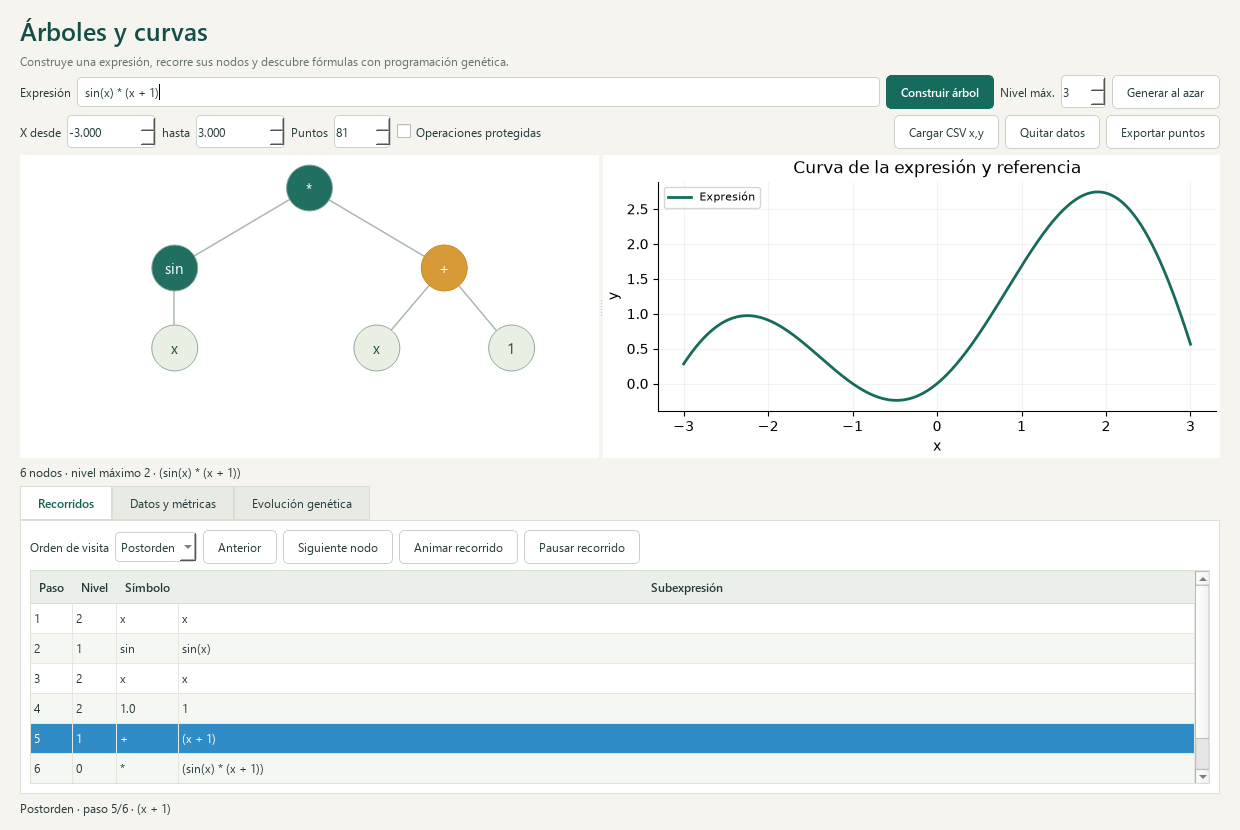 Árboles y curvas
Construye una expresión, recorre sus nodos y descubre fórmulas con programación genética.
Expresión sin(x) * (x + 1) Construir árbol Nivel máx. 3 Generar al azar
X desde -3.000 hasta 3.000 Puntos 81 Operaciones protegidas Cargar CSV x,y Quitar datos Exportar puntos
*
sin +
x x 1
Curva de la expresión y referencia
Expresión
2.5
2.0
1.5
1.0
0.5
0.0
y
−3 −2 −1 0 1 2 3
x
6 nodos · nivel máximo 2 · (sin(x) * (x + 1))
Recorridos Datos y métricas Evolución genética
Orden de visita Postorden Anterior Siguiente nodo Animar recorrido Pausar recorrido
Paso Nivel Símbolo Subexpresión
1 2 x x
2 1 sin sin(x)
3 2 x x
4 2 1.0 1
5 1 + (x + 1)
6 0 * (sin(x) * (x + 1))
Postorden · paso 5/6 · (x + 1)